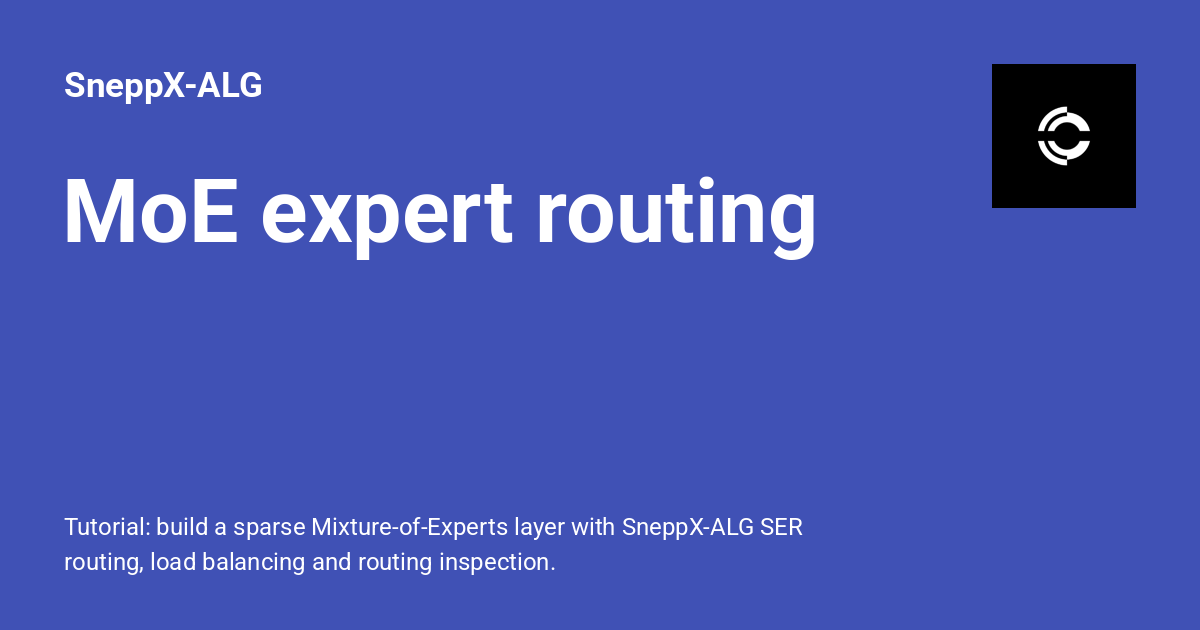 SneppX-ALG
MoE expert routing
Tutorial: build a sparse Mixture-of-Experts layer with SneppX-ALG SER
routing, load balancing and routing inspection.